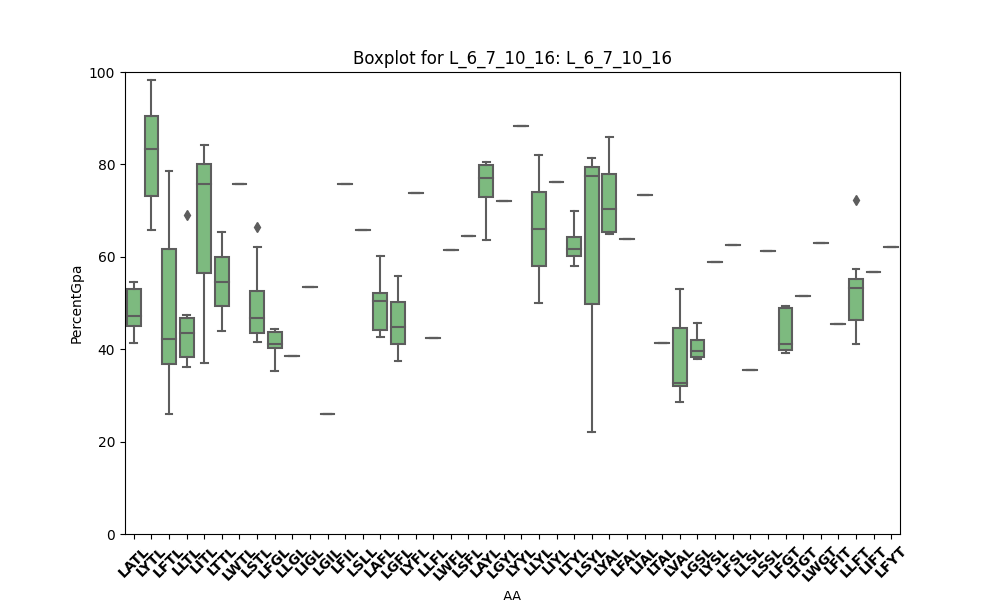 Boxplot for L_6_7_10_16: L_6_7_10_16
PercentGpa
100
80
60
40
20
0
LATL LYTL LFTL LLTL LITL LTTL LWTL LSTL LFGL LLGL LIGL LGIL LFIL LSLL LAFL LGFL LYFL LLFL LWFL LSFL LAYL LGYL LYYL LLYL LIYL LTYL LSYL LYAL LFAL LIAL LTAL LVAL LGSL LYSL LFSL LLSL LSSL LFGT LTGT LWGT LFIT LLFT LIFT LFYT
AA